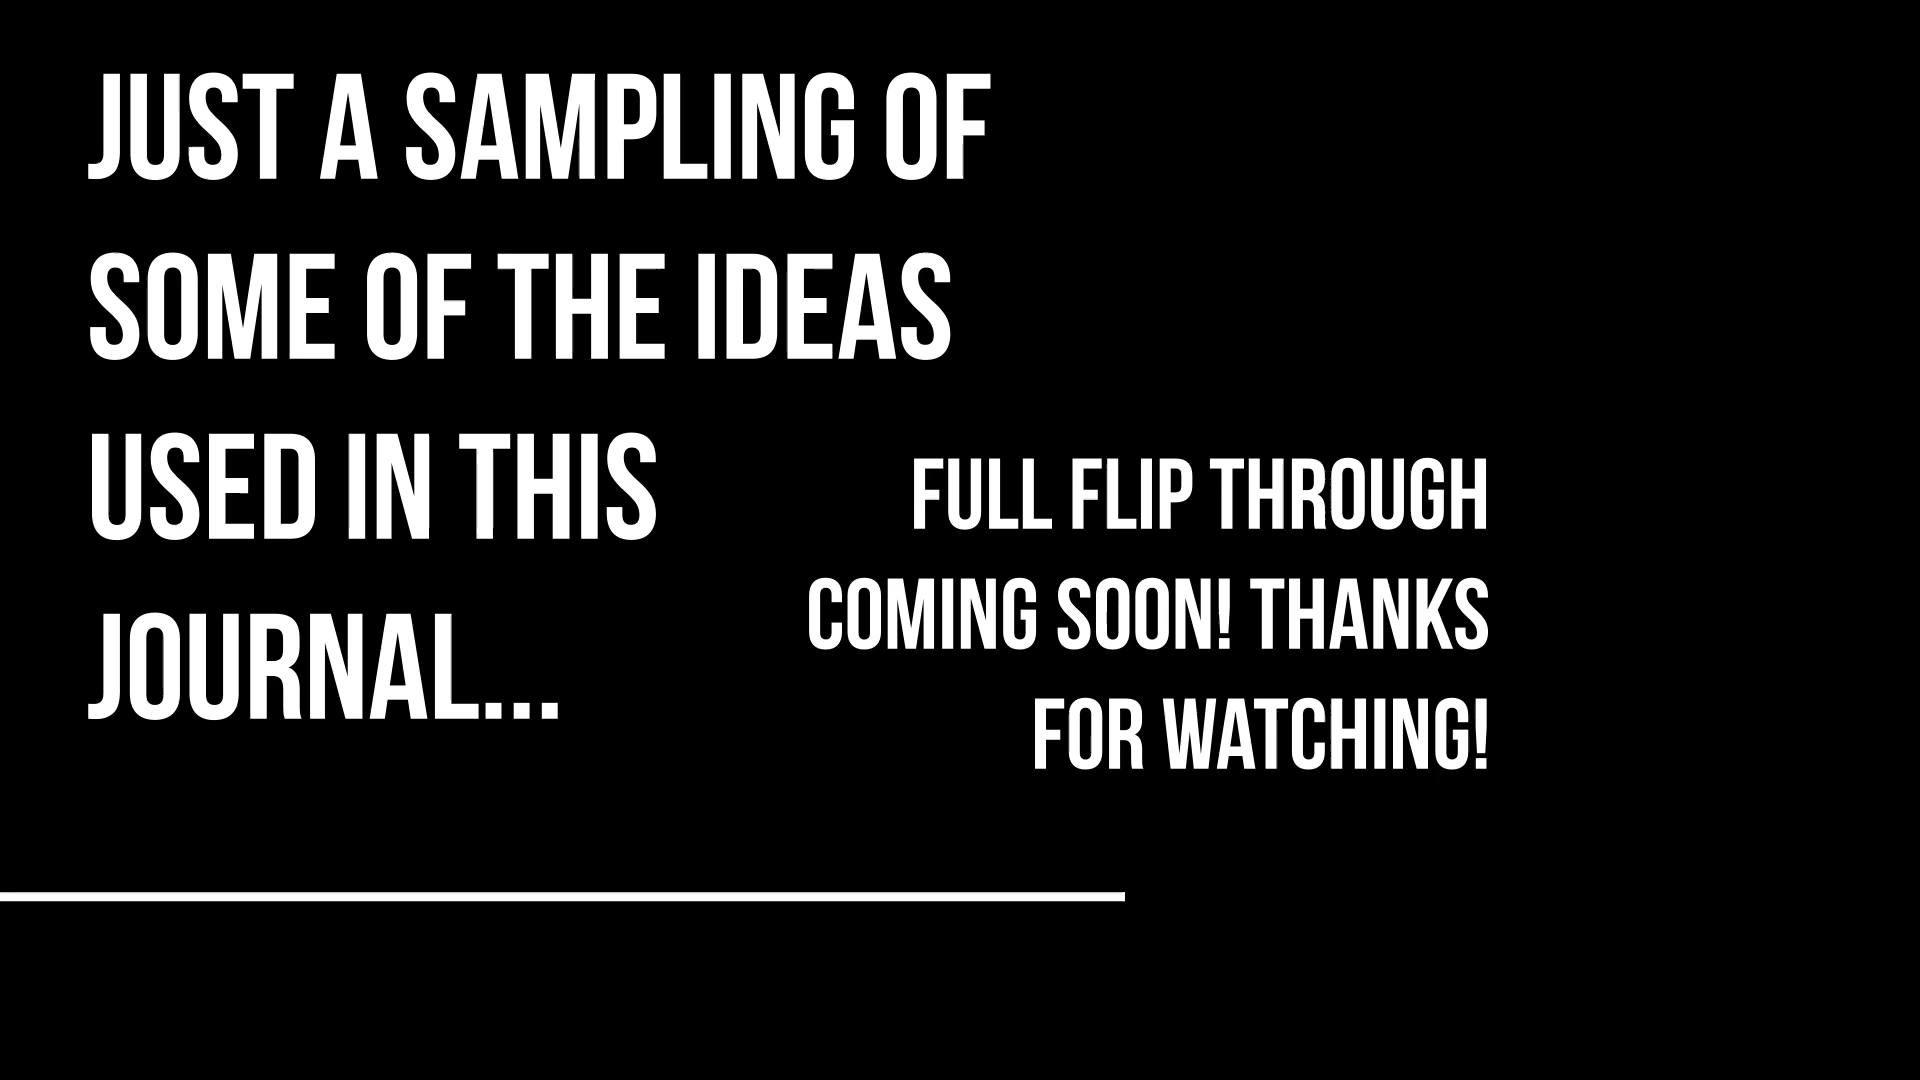 JUST A SAMPLING OF
SOME OF THE IDEAS
USED IN THIS
JOURNAL...
FULL FLIP THROUGH
COMING SOON! THANKS
FOR WATCHING!